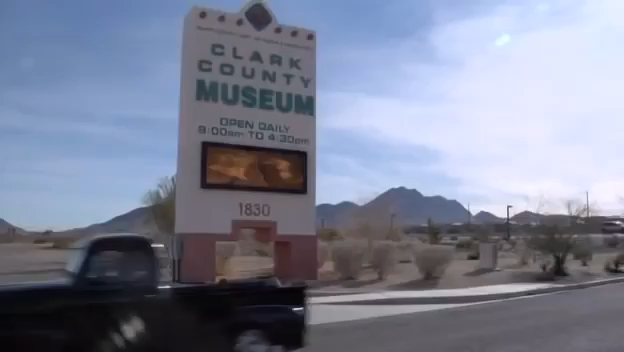 CLARK
COUNTY
MUSEUM
OPEN DAILY
9:00am TO 4:30pm
1830